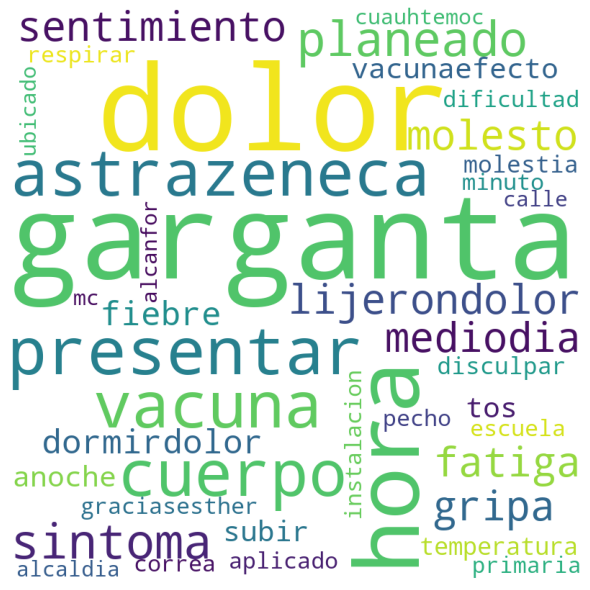 sentimiento
cuauhtemoc
planeado
respirar
vacunaefecto
ubicado
dolor
dificultad
molesto
astrazeneca
molestia
minuto
calle
garganta
alcanfor
mc
lijerondolor
fiebre
presentar
mediodia
disculpar
hora
vacuna
instalacion
pecho
tos
escuela
dormirdolor
cuerpo
anoche
fatiga
graciasesther
gripa
sintoma
subir
temperatura
alcaldia
correa
aplicado
primaria